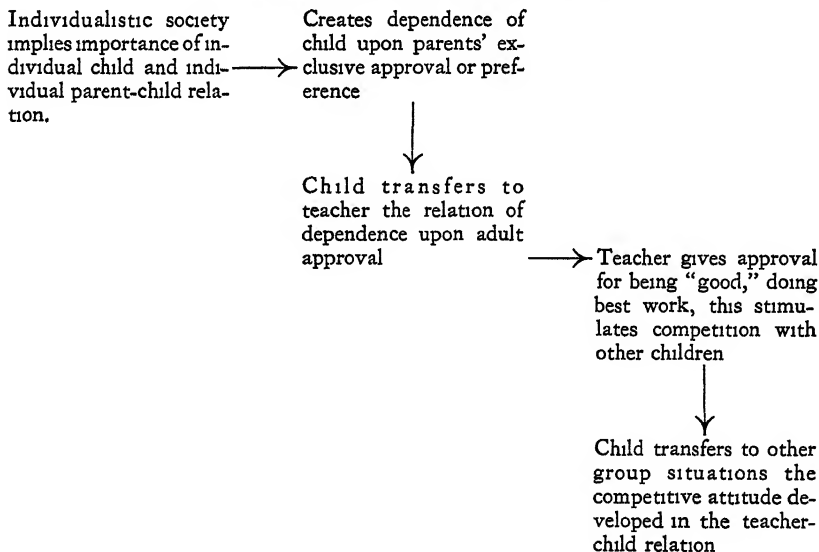 Individualistic society
implies importance of in-
dividual child and indi-
vidual parent-child rela-
tion.
Creates dependence of
child upon parents' ex-
clusive approval or pref-
erence
Child transfers to
teacher the relation of
dependence upon adult
approval
Teacher gives approval
for being "good," doing
best work, this stimu-
lates competition with
other children
Child transfers to other
group situations the
competitive attitude de-
veloped in the teacher-
child relation